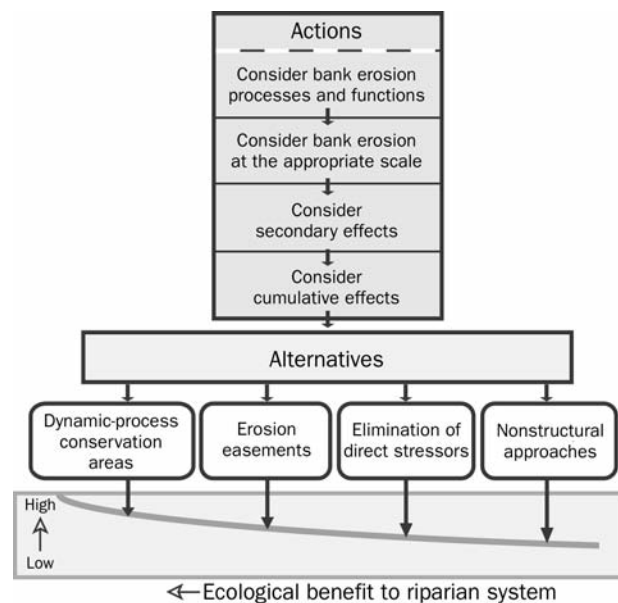 Actions
Consider bank erosion
processes and functions
Consider bank erosion
at the appropriate scale
Consider
secondary effects
Consider
cumulative effects
Alternatives
Dynamic-process
conservation
areas
Erosion
easements
Elimination of
direct stressors
Nonstructural
approaches
High
Low
Ecological benefit to riparian system